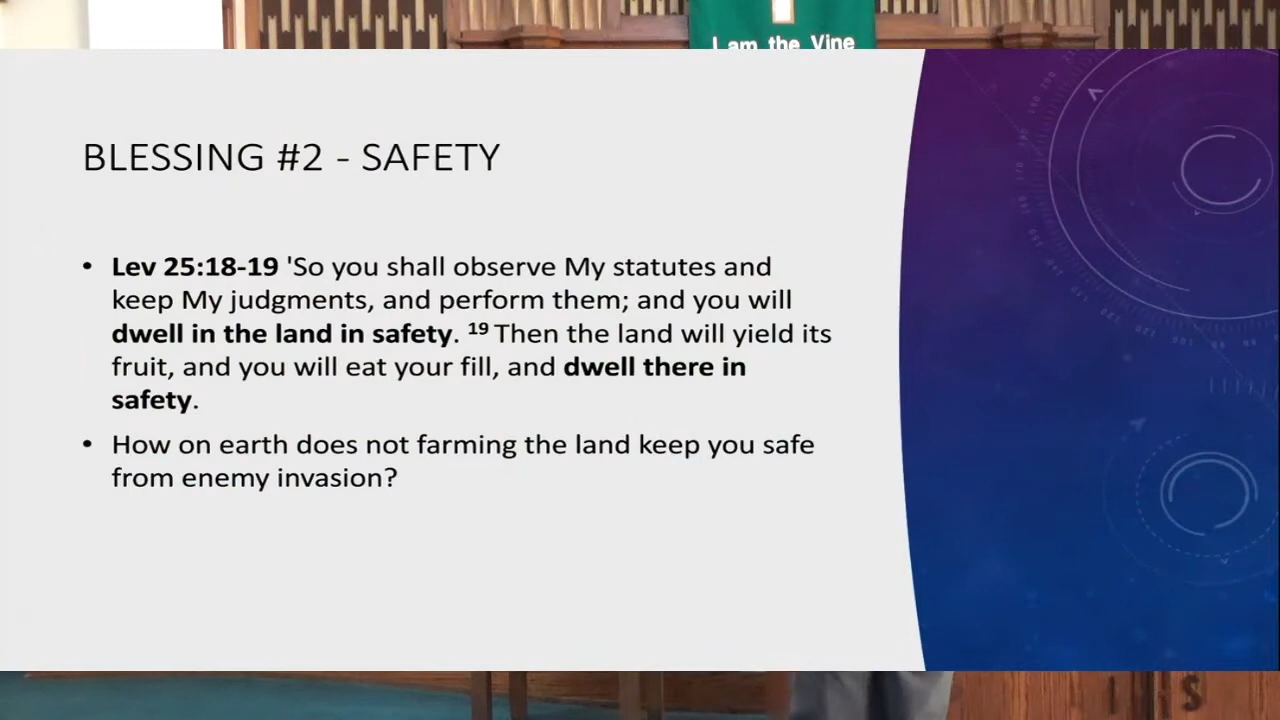 I am the Vine
BLESSING #2 - SAFETY
• Lev 25:18-19 'So you shall observe My statutes and
keep My judgments, and perform them; and you will
dwell in the land in safety. 19 Then the land will yield its
fruit, and you will eat your fill, and dwell there in
safety.
• How on earth does not farming the land keep you safe
from enemy invasion?
IHS